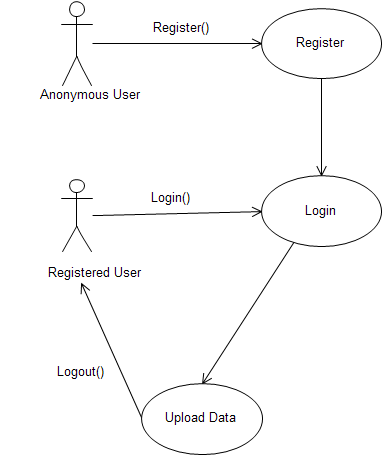 Register()
Register
Anonymous User
Login()
Login
Registered User
Logout()
Upload Data